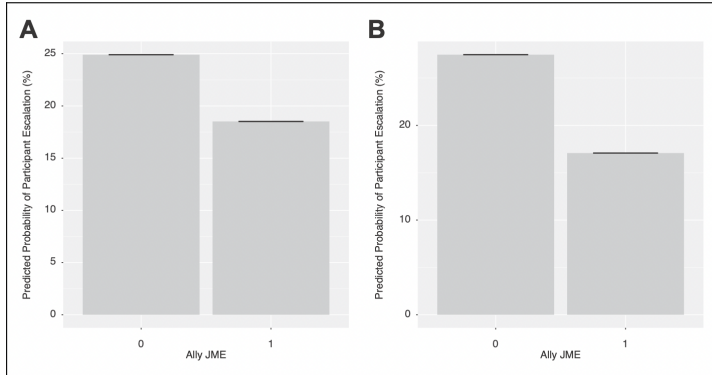 A
Predicted Probability of Participant Escalation (%)
25
20
15
10
5
0
0 1
Ally JME
B
Predicted Probability of Participant Escalation (%)
20
10
0
0 1
Ally JME